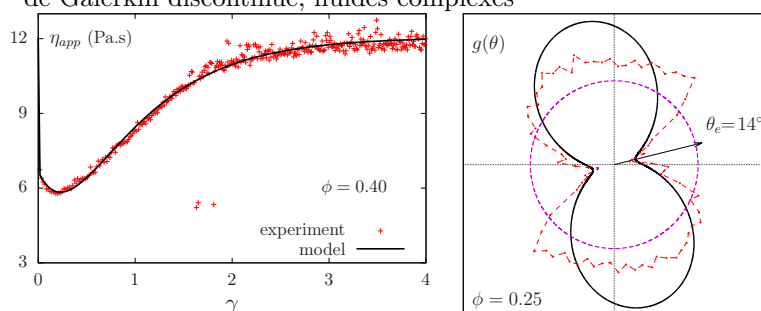 de Galerkin discontinue, fluides complexes
12
η_app (Pa.s)
9
6
3
ϕ = 0.40
experiment
model
0 1 2 3 4
γ
g(θ)
θ_e=14°
ϕ = 0.25